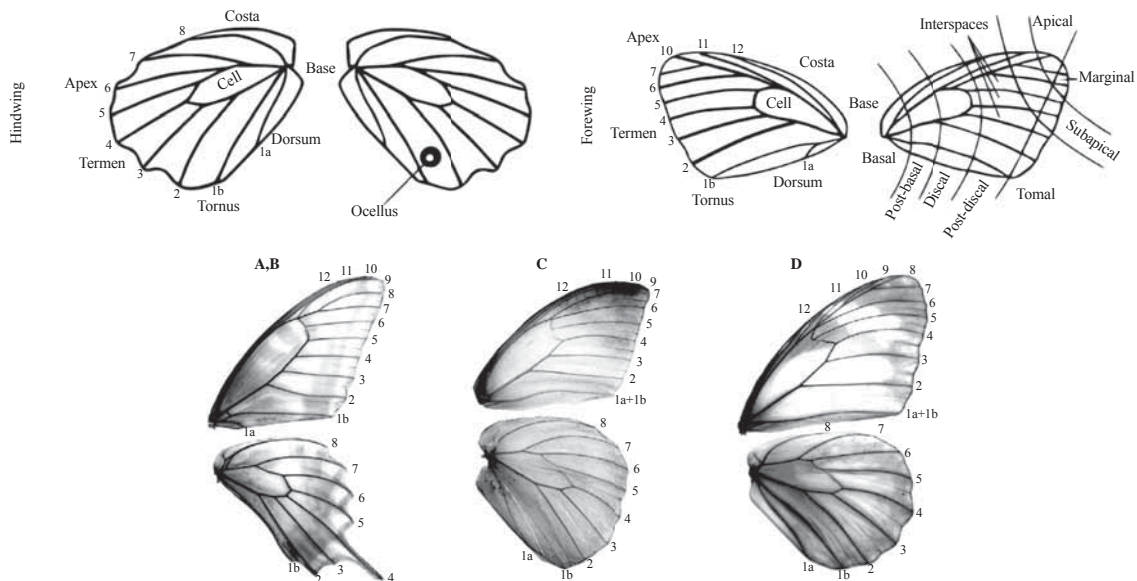 Hindwing
Costa
8
7
Apex
6
5
4
Termen
3
2
1b
Tornus
Cell
Base
Dorsum
1a
Ocellus
Forewing
Apex
10
11
12
7
6
5
4
Termen
3
2
1b
Tornus
Costa
Cell
Base
1a
Dorsum
Interspaces
Apical
Marginal
Subapical
Basal
Post-basal
Discal
Post-discal
Tomal
A,B
12
11
10
9
8
7
6
5
4
3
2
1b
1a
8
7
6
5
4
3
2
1b
C
12
11
10
9
7
6
5
4
3
2
1a+1b
8
7
6
5
4
3
2
1b
1a
D
12
11
10
9
8
7
6
5
4
3
2
1a+1b
8
7
6
5
4
3
2
1b
1a